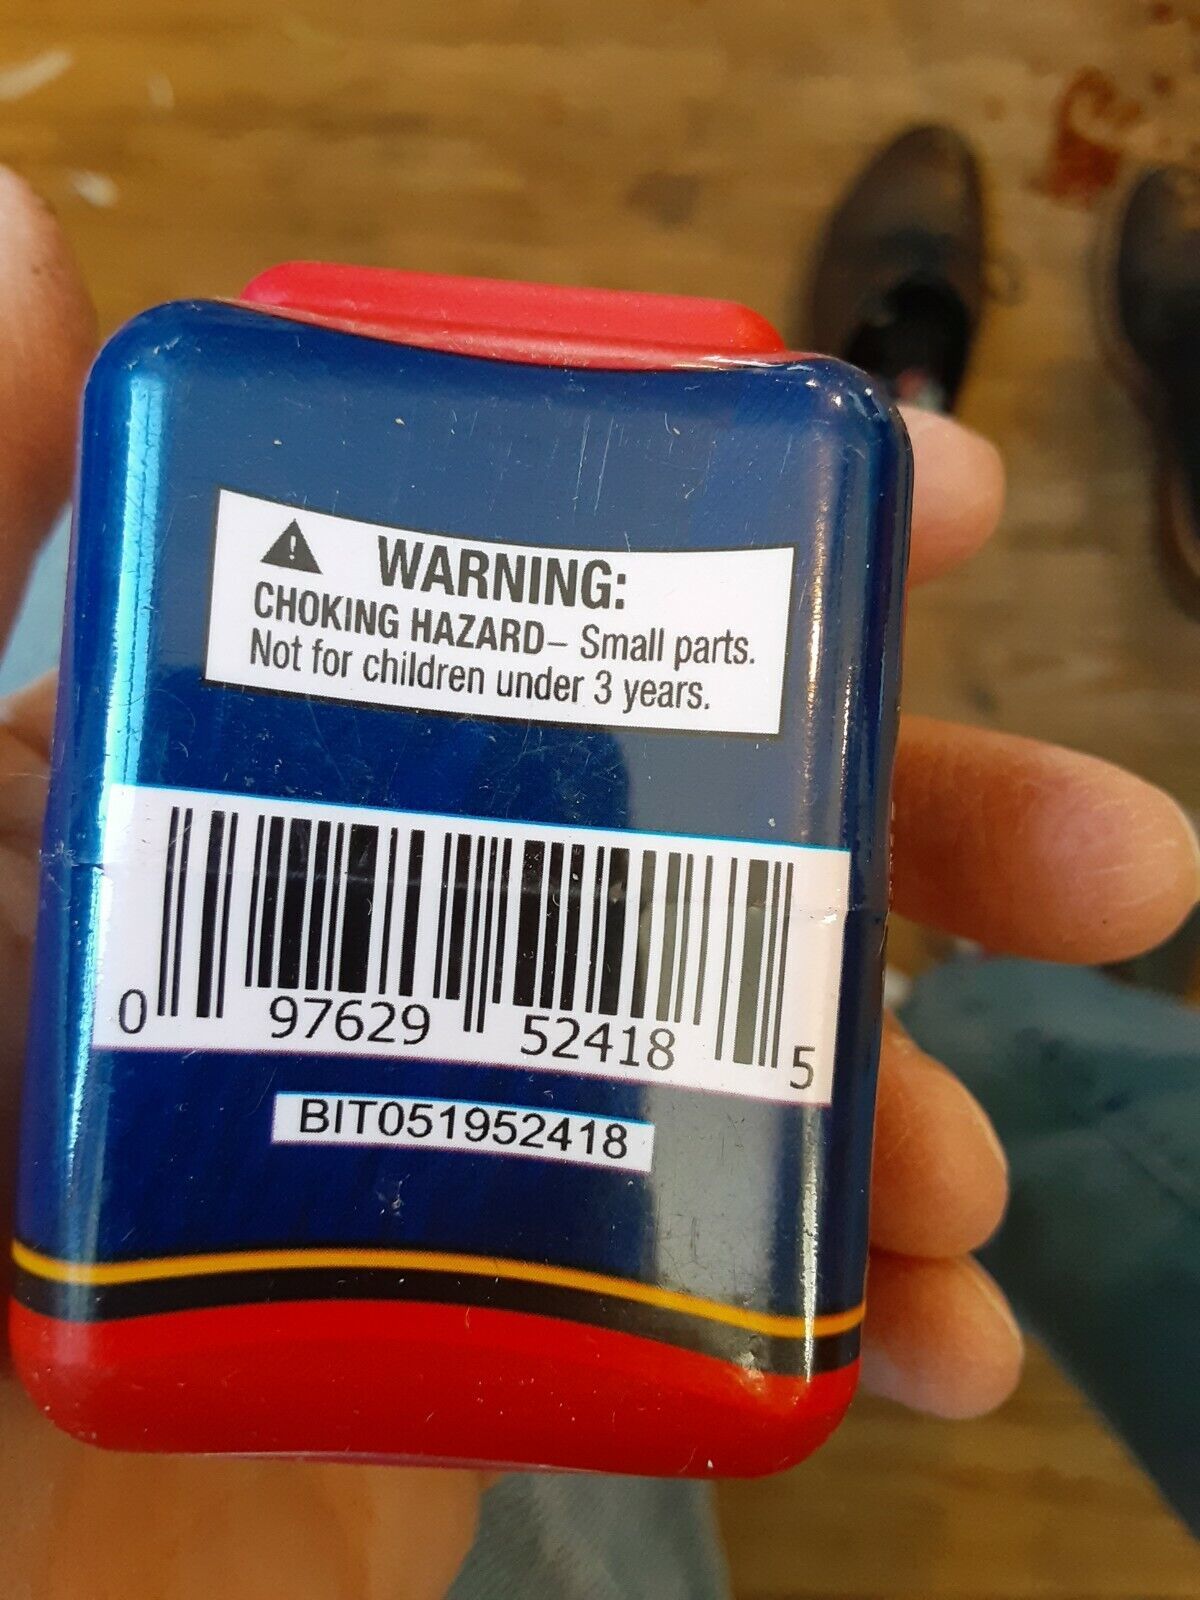 WARNING:
CHOKING HAZARD– Small parts.
Not for children under 3 years.
0 97629 52418 5
BIT051952418